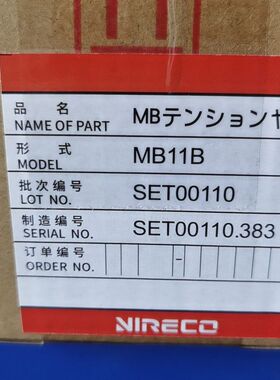 品 名 MBテンション
NAME OF PART
形 式
MODEL MB11B
批次编号
LOT NO. SET00110
制造编号
SERIAL NO. SET00110.383
订单编号
ORDER NO. -
NIRECO